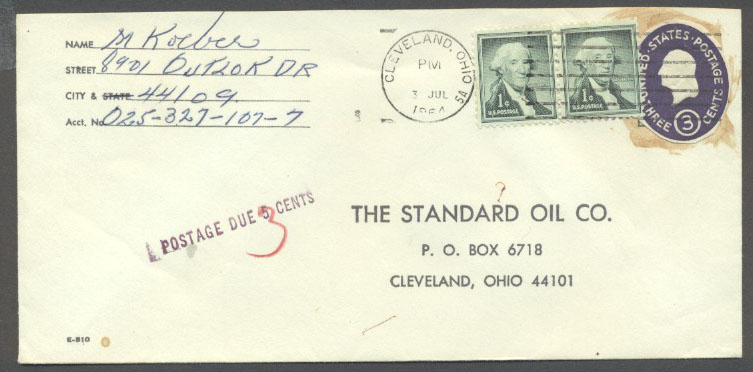 NAME M Koeber
STREET 8901 OUTLOK DR
CITY & STATE 44109
Acct. No. 025-327-107-7
CLEVELAND, OHIO
PM
3 JUL
1964
5A
1¢
U.S. POSTAGE
1¢
U.S. POSTAGE
UNITED STATES POSTAGE
THREE 3 CENTS
POSTAGE DUE 5 CENTS
3
THE STANDARD OIL CO.
P. O. BOX 6718
CLEVELAND, OHIO 44101
E-810